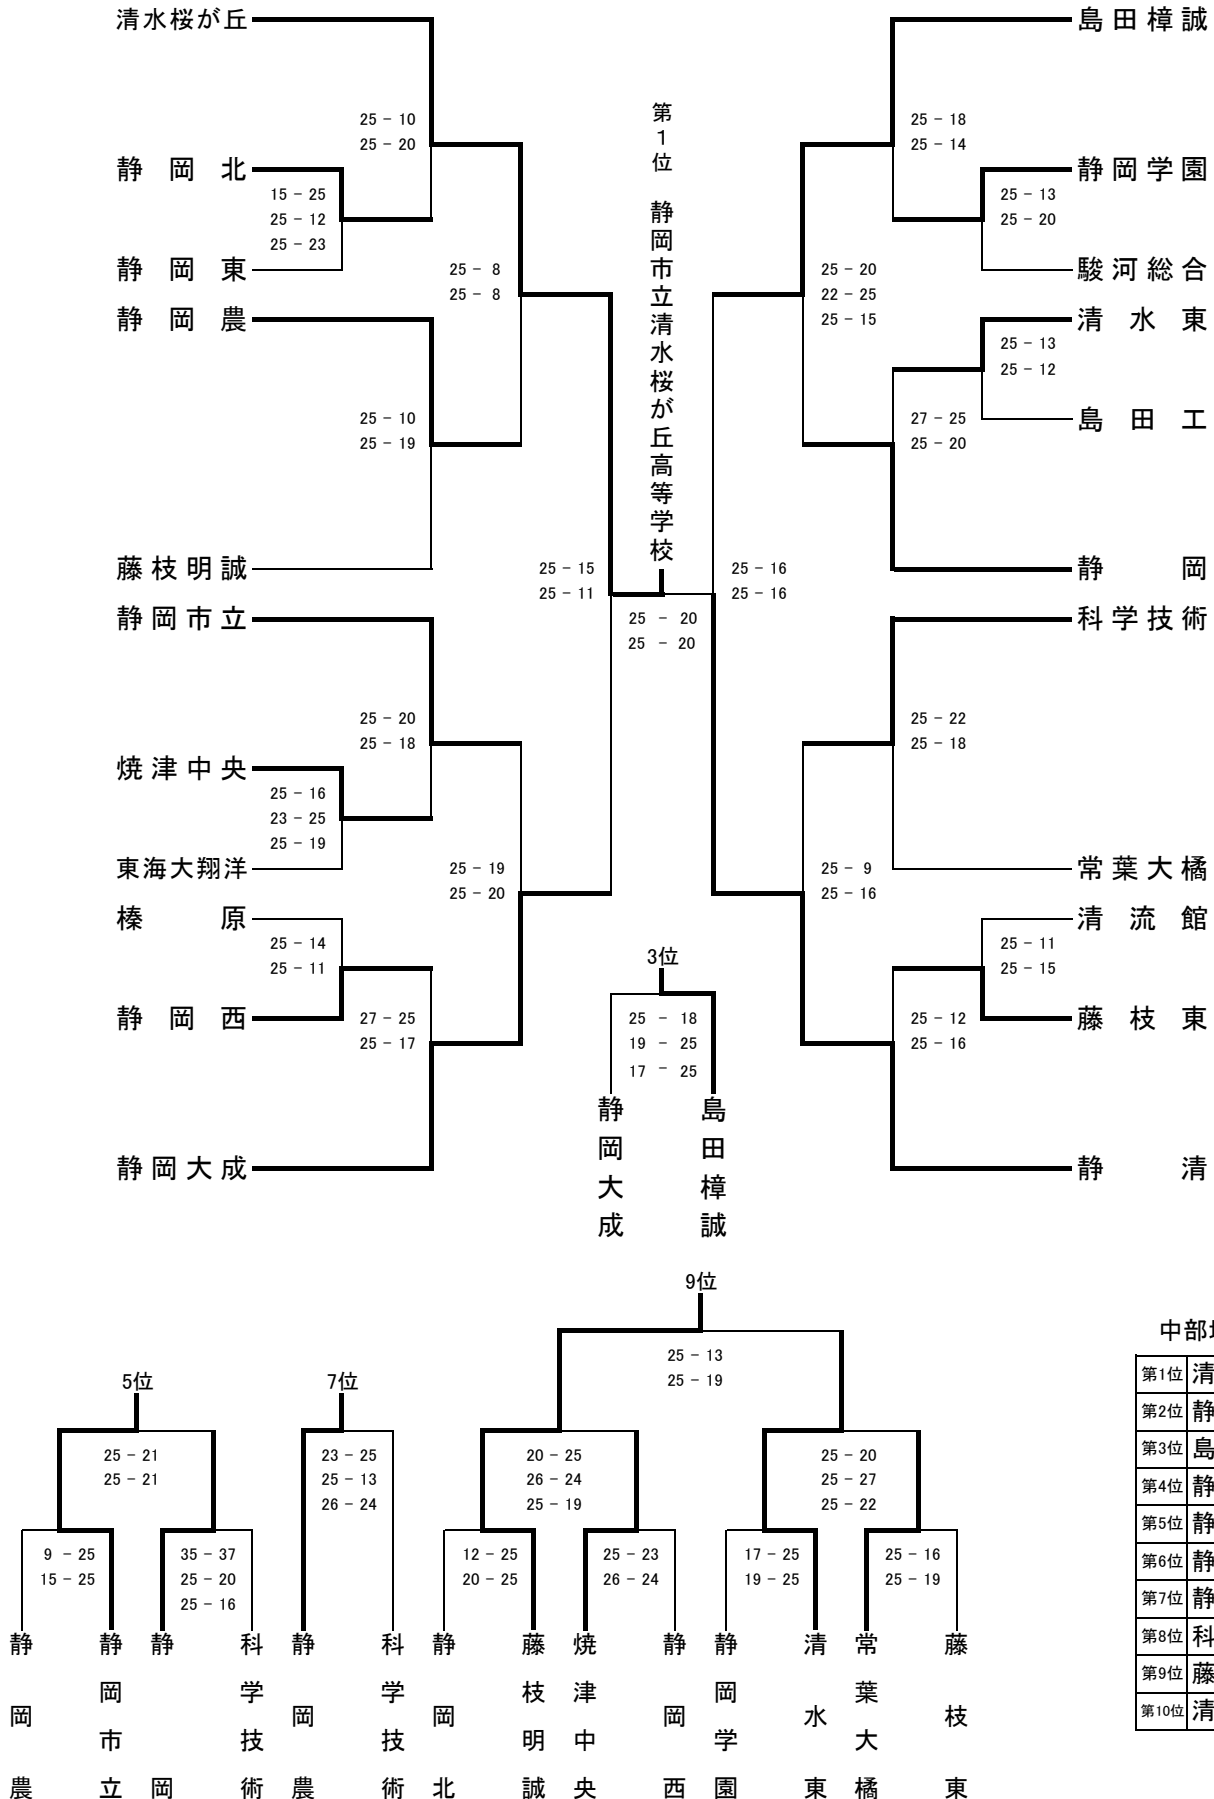 清水桜が丘
25 - 10
25 - 20
静岡北
15 - 25
25 - 12
25 - 23
静岡東
静岡農
25 - 8
25 - 8
25 - 10
25 - 19
藤枝明誠
静岡市立
25 - 15
25 - 11
25 - 20
25 - 18
焼津中央
25 - 16
23 - 25
25 - 19
東海大翔洋
25 - 19
25 - 20
榛原
25 - 14
25 - 11
静岡西
27 - 25
25 - 17
静岡大成
第1位 静岡市立清水桜が丘高等学校
25 - 20
25 - 20
島田樟誠
25 - 18
25 - 14
静岡学園
25 - 13
25 - 20
駿河総合
25 - 20
22 - 25
25 - 15
清水東
25 - 13
25 - 12
島田工
27 - 25
25 - 20
静岡
25 - 16
25 - 16
科学技術
25 - 22
25 - 18
常葉大橘
25 - 9
25 - 16
清流館
25 - 11
25 - 15
藤枝東
25 - 12
25 - 16
静清
3位
25 - 18
19 - 25
17 - 25
静岡大成
島田樟誠
5位
25 - 21
25 - 21
9 - 25
15 - 25
35 - 37
25 - 20
25 - 16
静岡農
静岡市立
静岡
科学技術
7位
23 - 25
25 - 13
26 - 24
静岡農
科学技術
9位
25 - 13
25 - 19
20 - 25
26 - 24
25 - 19
25 - 20
25 - 27
25 - 22
12 - 25
20 - 25
25 - 23
26 - 24
17 - 25
19 - 25
25 - 16
25 - 19
静岡北
藤枝明誠
焼津中央
静岡西
静岡学園
清水東
常葉大橘
藤枝東
中部
第1位 清
第2位 静
第3位 島
第4位 静
第5位 静
第6位 静
第7位 静
第8位 科
第9位 藤
第10位 清